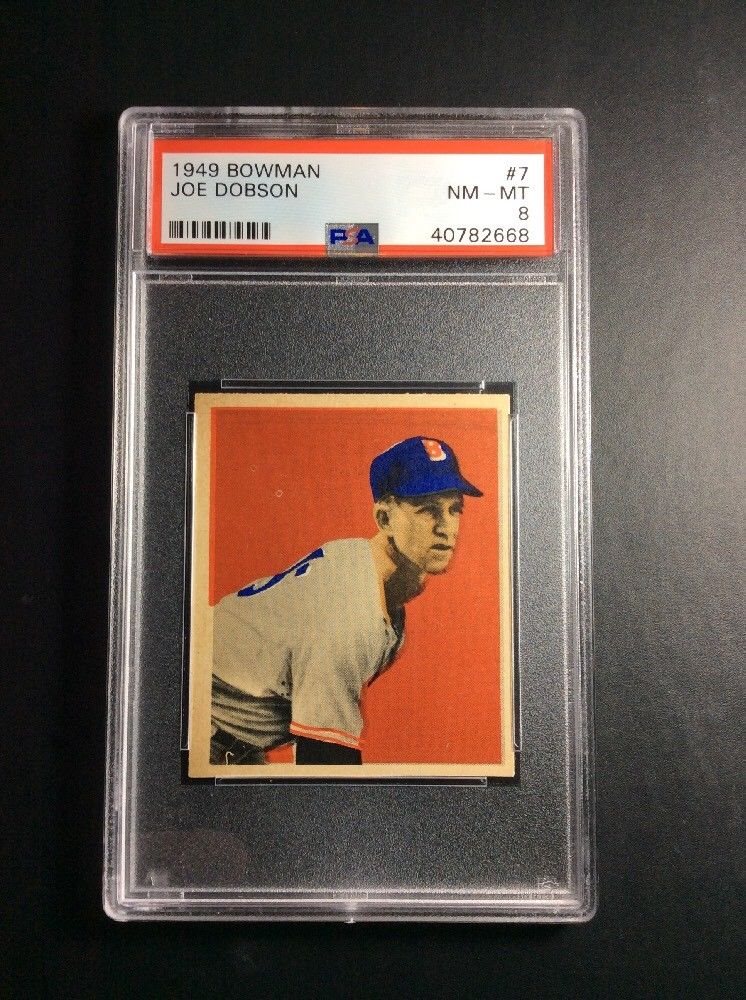 1949 BOWMAN #7
JOE DOBSON NM-MT
8
PSA 40782668
B